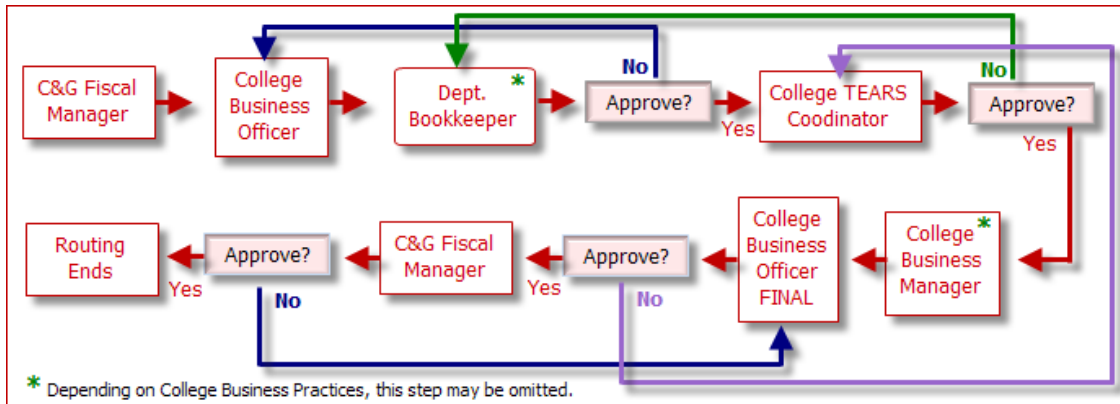 No
No
C&G Fiscal
Manager
College
Business
Officer
Dept. *
Bookkeeper
Approve?
Yes
College TEARS
Coodinator
Approve?
Yes
Routing
Ends
Yes
Approve?
No
C&G Fiscal
Manager
Yes
Approve?
No
College
Business
Officer
FINAL
College *
Business
Manager
* Depending on College Business Practices, this step may be omitted.